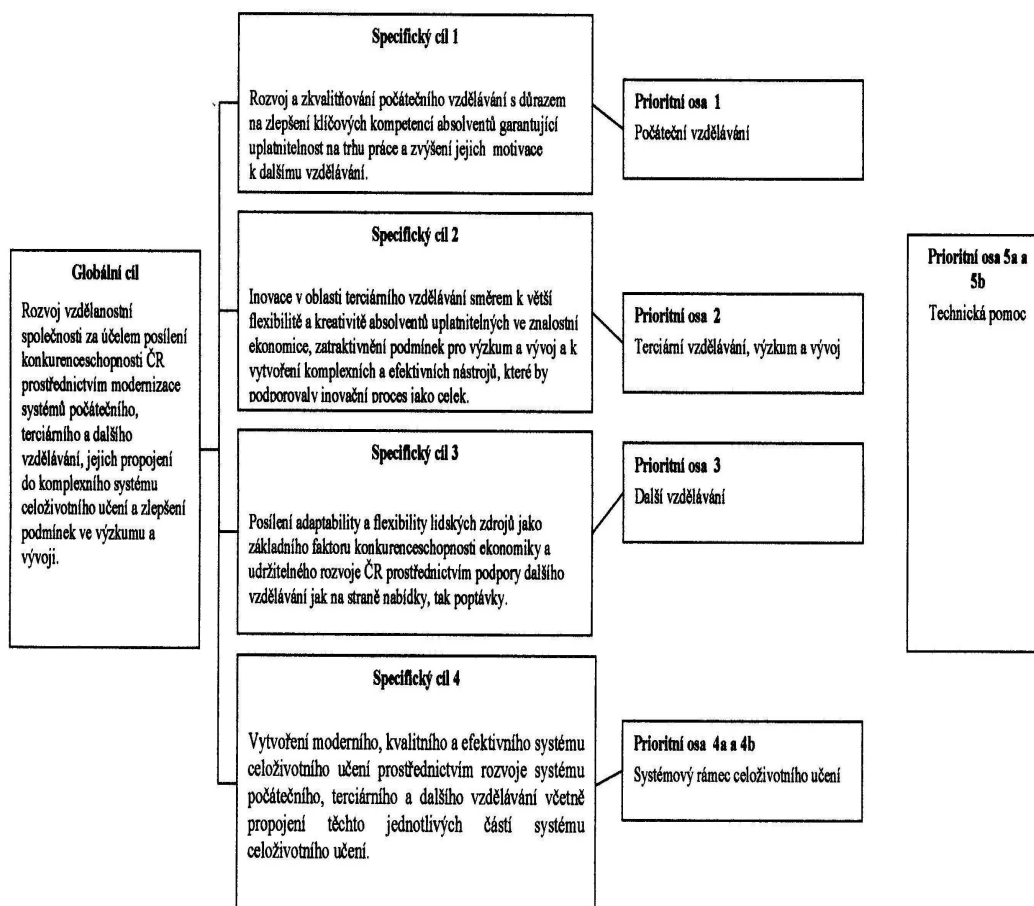 Globální cíl
Rozvoj vzdělanostní
společnosti za účelem posílení
konkurenceschopnosti ČR
prostřednictvím modernizace
systémů počátečního,
terciárního a dalšího
vzdělávání, jejich propojení
do komplexního systému
celoživotního učení a zlepšení
podmínek ve výzkumu a
vývoji.
Specifický cíl 1
Rozvoj a zkvalitňování počátečního vzdělávání s důrazem
na zlepšení klíčových kompetencí absolventů garantující
uplatnitelnost na trhu práce a zvýšení jejich motivace
k dalšímu vzdělávání.
Prioritní osa 1
Počáteční vzdělávání
Specifický cíl 2
Inovace v oblasti terciárního vzdělávání směrem k větší
flexibilitě a kreativitě absolventů uplatnitelných ve znalostní
ekonomice, zatraktivnění podmínek pro výzkum a vývoj a k
vytvoření komplexních a efektivních nástrojů, které by
podporovaly inovační proces jako celek.
Prioritní osa 2
Terciární vzdělávání, výzkum a vývoj
Specifický cíl 3
Posílení adaptability a flexibility lidských zdrojů jako
základního faktoru konkurenceschopnosti ekonomiky a
udržitelného rozvoje ČR prostřednictvím podpory dalšího
vzdělávání jak na straně nabídky, tak poptávky.
Prioritní osa 3
Další vzdělávání
Specifický cíl 4
Vytvoření moderního, kvalitního a efektivního systému
celoživotního učení prostřednictvím rozvoje systému
počátečního, terciárního a dalšího vzdělávání včetně
propojení těchto jednotlivých částí systému
celoživotního učení.
Prioritní osa 4a a 4b
Systémový rámec celoživotního učení
Prioritní osa 5a a
5b
Technická pomoc